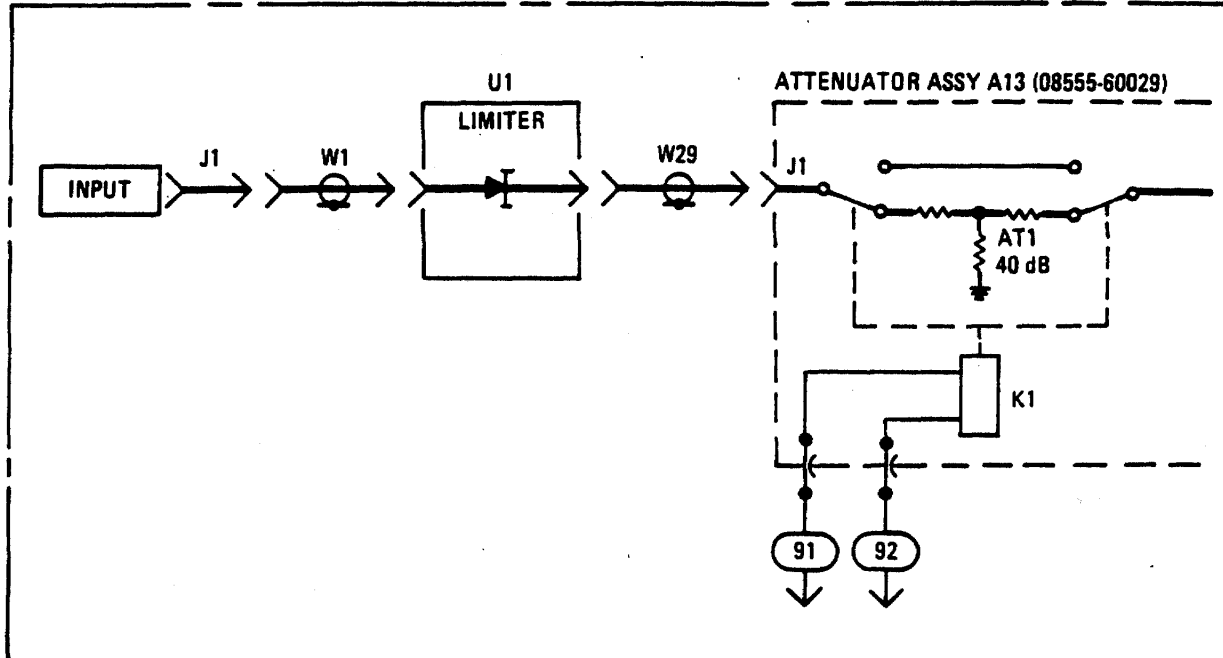 ATTENUATOR ASSY A13 (08555-60029)
U1
LIMITER
J1
W1
W29
J1
INPUT
AT1
40 dB
K1
91
92